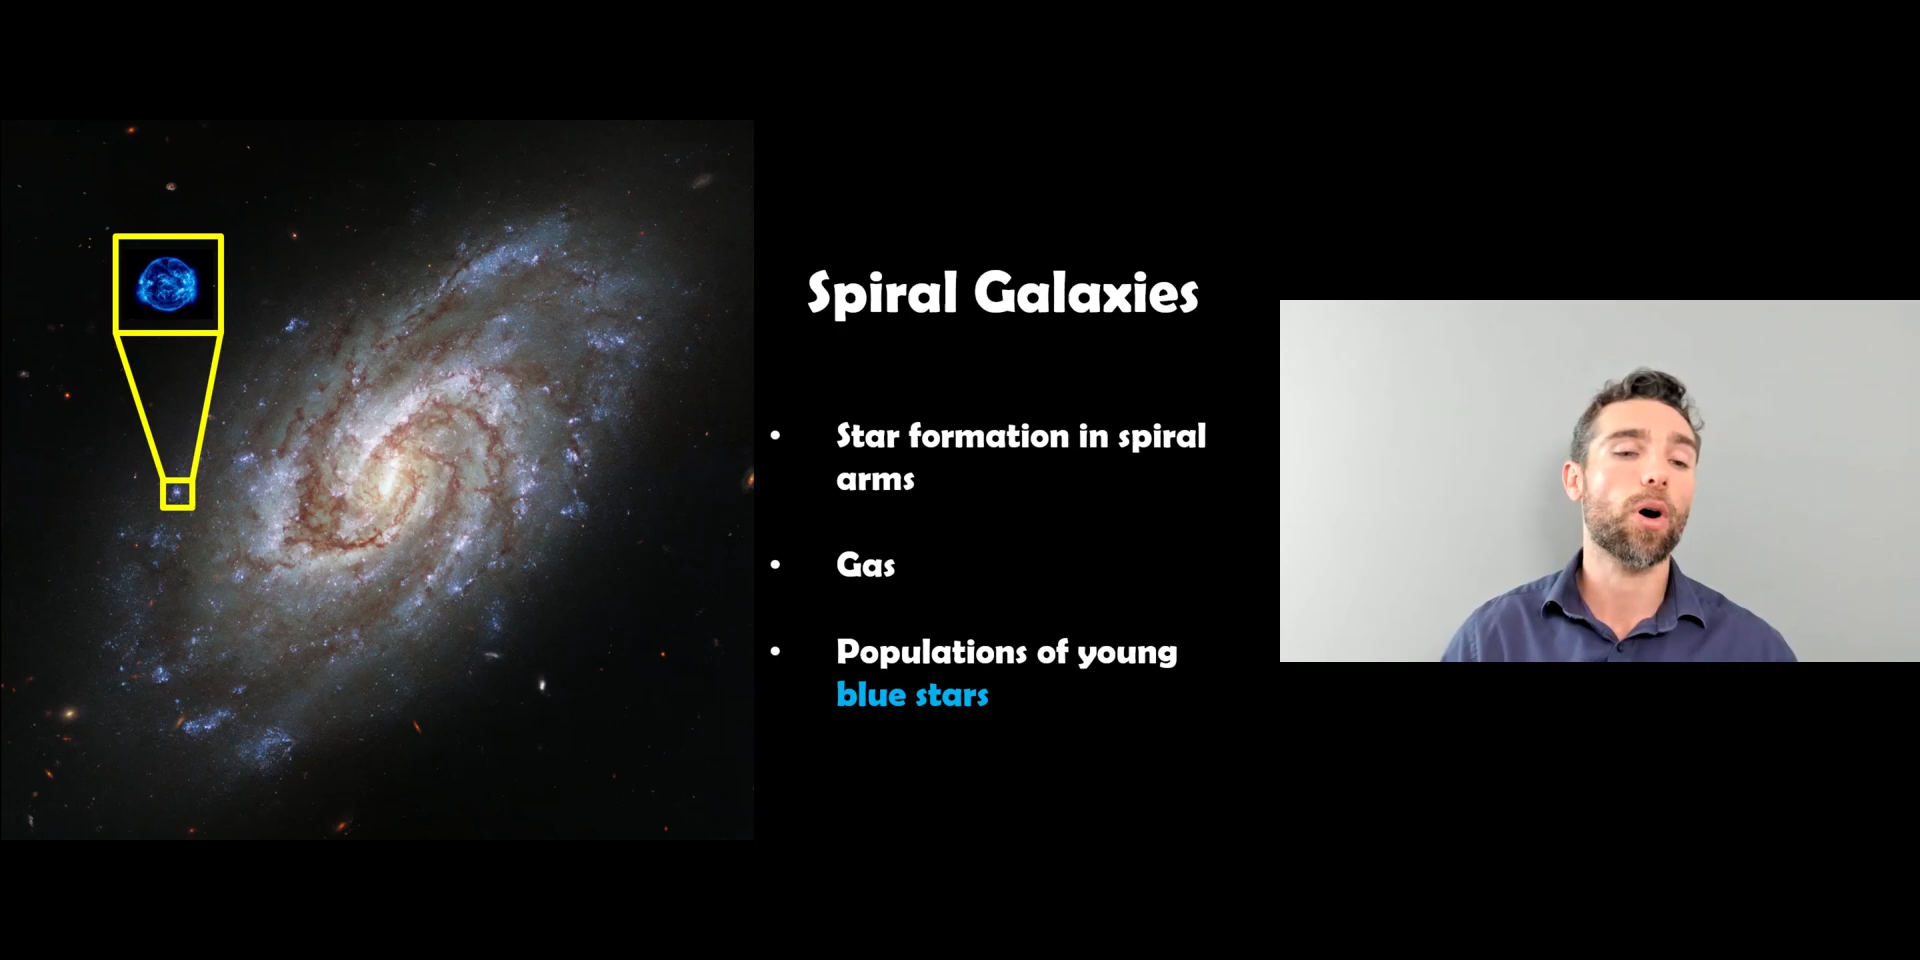 Spiral Galaxies
• Star formation in spiral
arms
• Gas
• Populations of young
blue stars